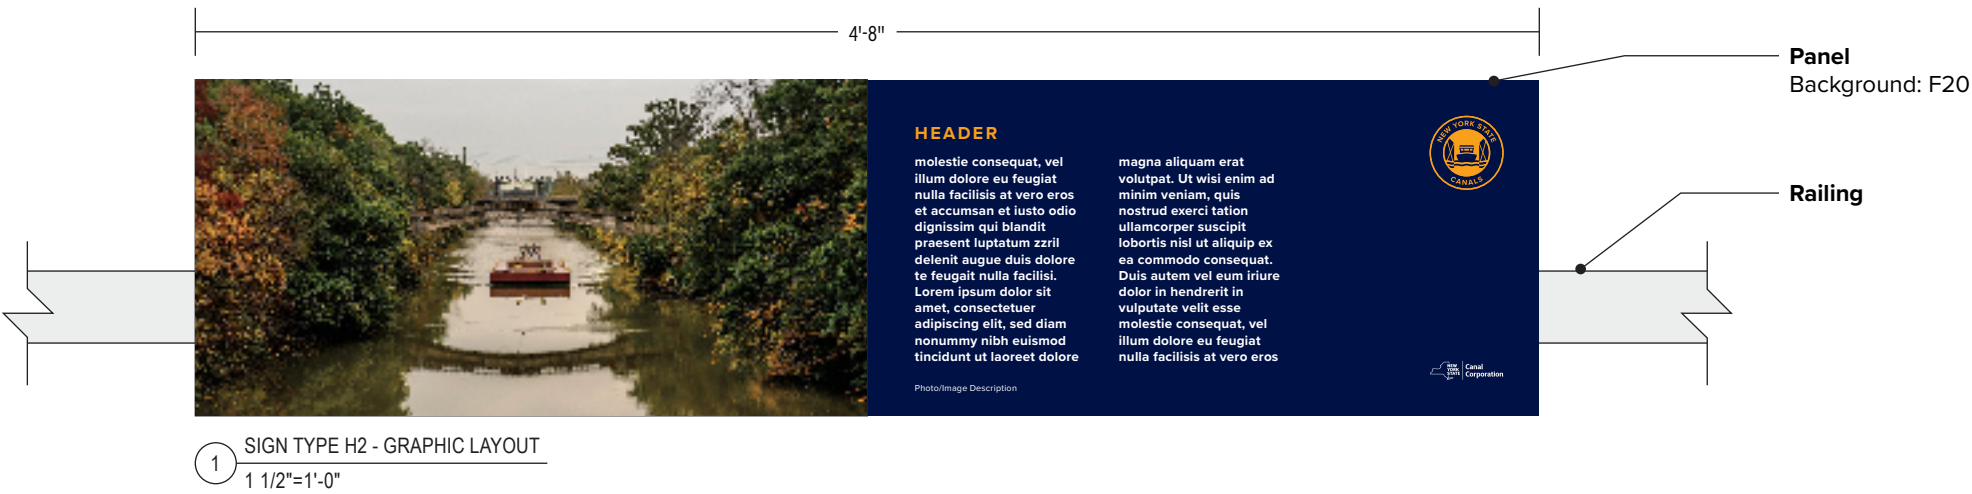 4'-8"
Panel
Background: F20
Railing
HEADER
molestie consequat, vel
illum dolore eu feugiat
nulla facilisis at vero eros
et accumsan et iusto odio
dignissim qui blandit
praesent luptatum zzril
delenit augue duis dolore
te feugait nulla facilisi.
Lorem ipsum dolor sit
amet, consectetuer
adipiscing elit, sed diam
nonummy nibh euismod
tincidunt ut laoreet dolore
magna aliquam erat
volutpat. Ut wisi enim ad
minim veniam, quis
nostrud exerci tation
ullamcorper suscipit
lobortis nisl ut aliquip ex
ea commodo consequat.
Duis autem vel eum iriure
dolor in hendrerit in
vulputate velit esse
molestie consequat, vel
illum dolore eu feugiat
nulla facilisis at vero eros
Photo/Image Description
NEW YORK STATE
CANALS
NEW
YORK
STATE
Canal
Corporation
1
SIGN TYPE H2 - GRAPHIC LAYOUT
1 1/2"=1'-0"